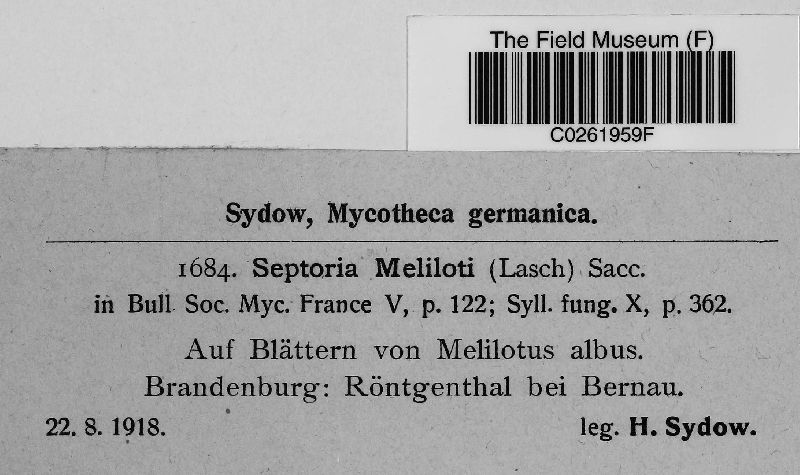 The Field Museum (F)
C0261959F
Sydow, Mycotheca germanica.
1684. Septoria Meliloti (Lasch) Sacc.
in Bull. Soc. Myc. France V, p. 122; Syll. fung. X, p. 362.
Auf Blättern von Melilotus albus.
Brandenburg: Röntgenthal bei Bernau.
22. 8. 1918. leg. H. Sydow.